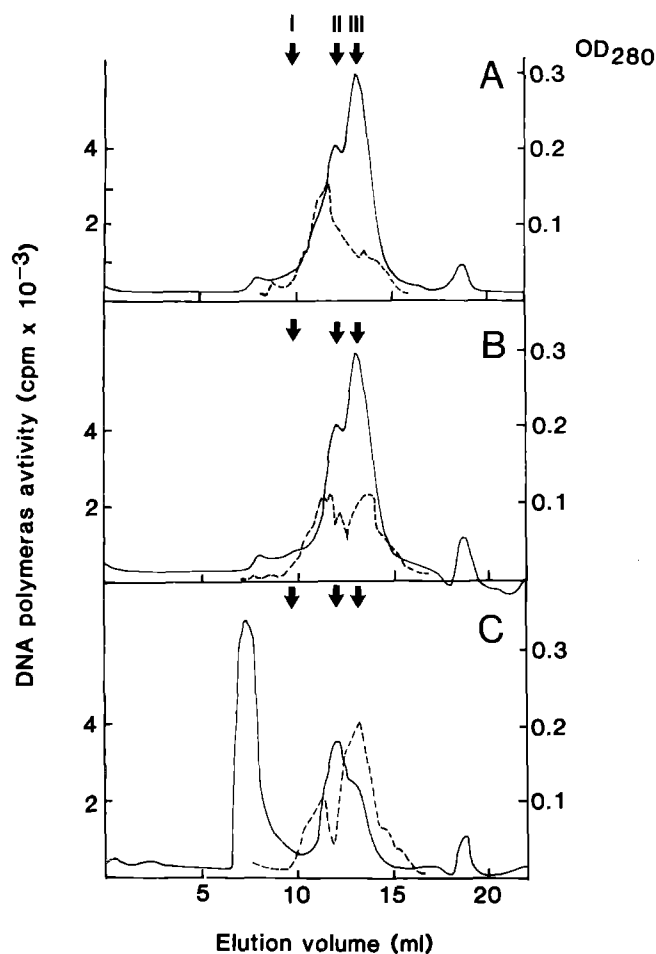 I II III
OD280
A
0.3
0.2
0.1
4
2
B
0.3
0.2
0.1
4
2
C
0.3
0.2
0.1
4
2
5 10 15 20
DNA polymeras avtivity (cpm x 10-3)
Elution volume (ml)